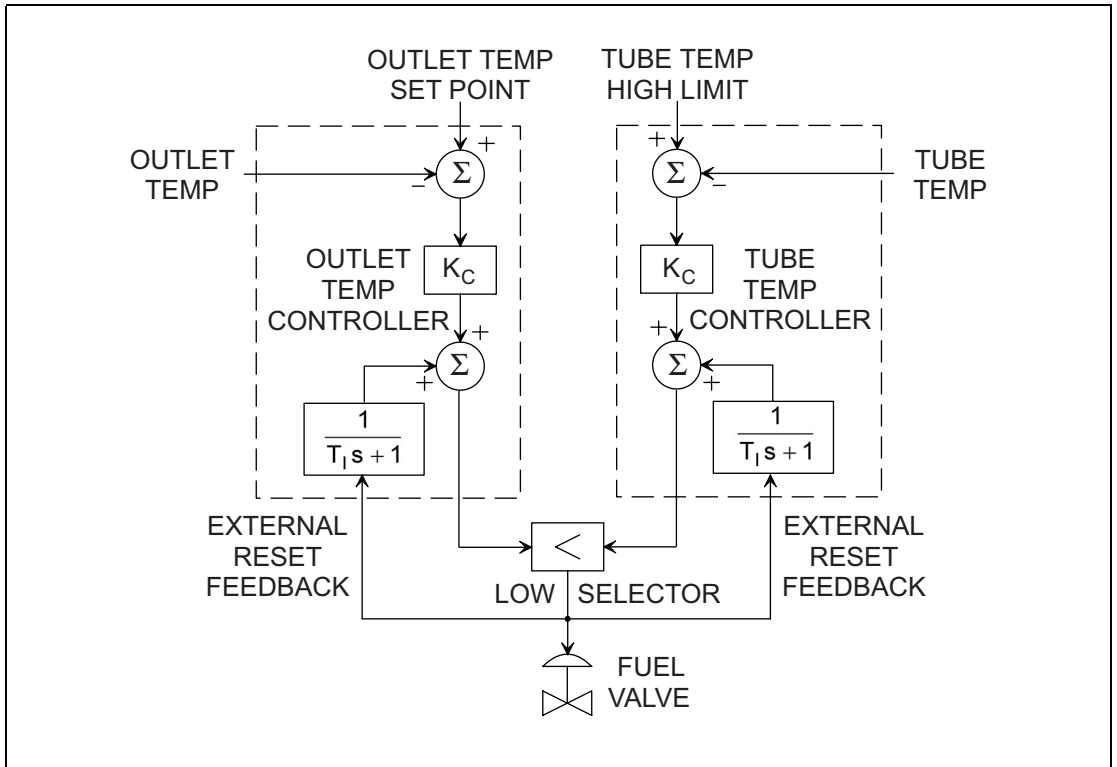 OUTLET TEMP
SET POINT
TUBE TEMP
HIGH LIMIT
OUTLET
TEMP
+
−
Σ
+
−
Σ
TUBE
TEMP
OUTLET
TEMP
CONTROLLER
K_C
K_C
TUBE
TEMP
CONTROLLER
+
+
Σ
+
+
Σ
1
T_I s + 1
1
T_I s + 1
EXTERNAL
RESET
FEEDBACK
<
LOW SELECTOR
EXTERNAL
RESET
FEEDBACK
FUEL
VALVE